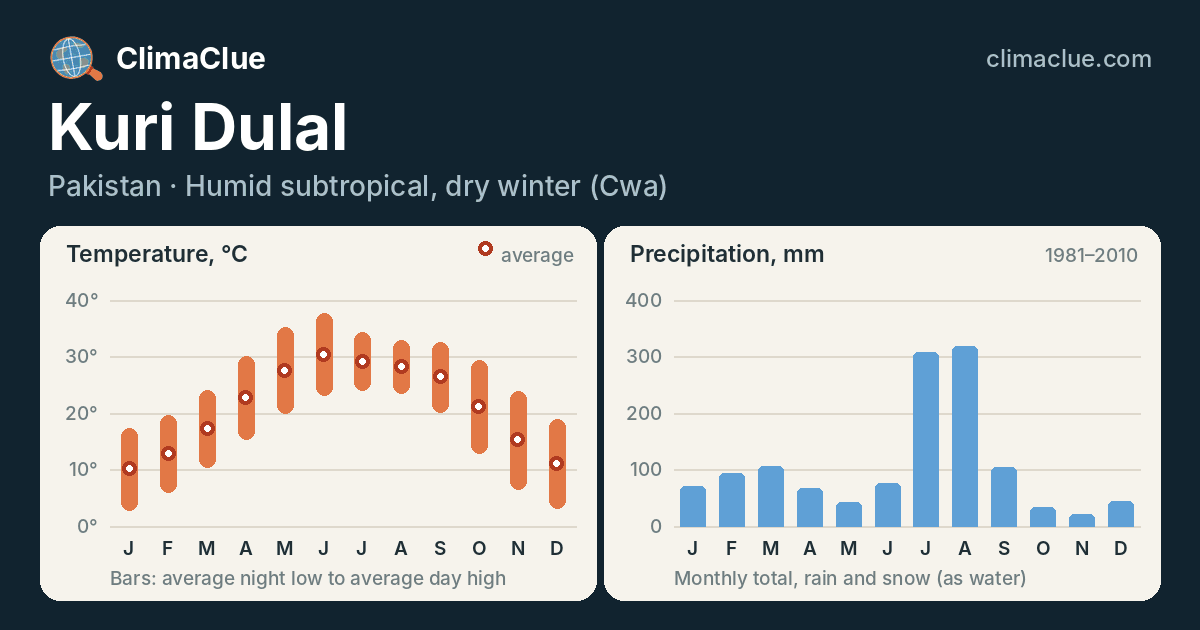 ClimaClue
climaclue.com
Kuri Dulal
Pakistan · Humid subtropical, dry winter (Cwa)
Temperature, °C
average
40°
30°
20°
10°
0°
J F M A M J J A S O N D
Bars: average night low to average day high
Precipitation, mm
1981–2010
400
300
200
100
0
J F M A M J J A S O N D
Monthly total, rain and snow (as water)